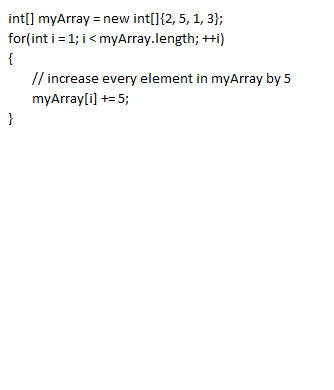 int[] myArray = new int[]{2, 5, 1, 3};
for(int i = 1; i < myArray.length; ++i)
{
// increase every element in myArray by 5
myArray[i] += 5;
}